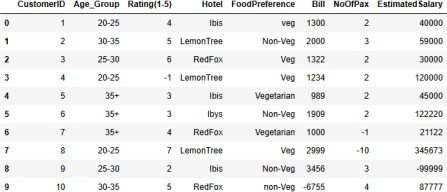 CustomerID Age_Group Rating(1-5) Hotel FoodPreference Bill NoOfPax EstimatedSalary
0 1 20-25 4 Ibis veg 1300 2 40000
1 2 30-35 5 LemonTree Non-Veg 2000 3 59000
2 3 25-30 6 RedFox Veg 1322 2 30000
3 4 20-25 -1 LemonTree Veg 1234 2 120000
4 5 35+ 3 Ibis Vegetarian 989 2 45000
5 6 35+ 3 Ibys Non-Veg 1909 2 122220
6 7 35+ 4 RedFox Vegetarian 1000 -1 21122
7 8 20-25 7 LemonTree Veg 2999 -10 345673
8 9 25-30 2 Ibis Non-Veg 3456 3 -99999
9 10 30-35 5 RedFox non-Veg -6755 4 87777